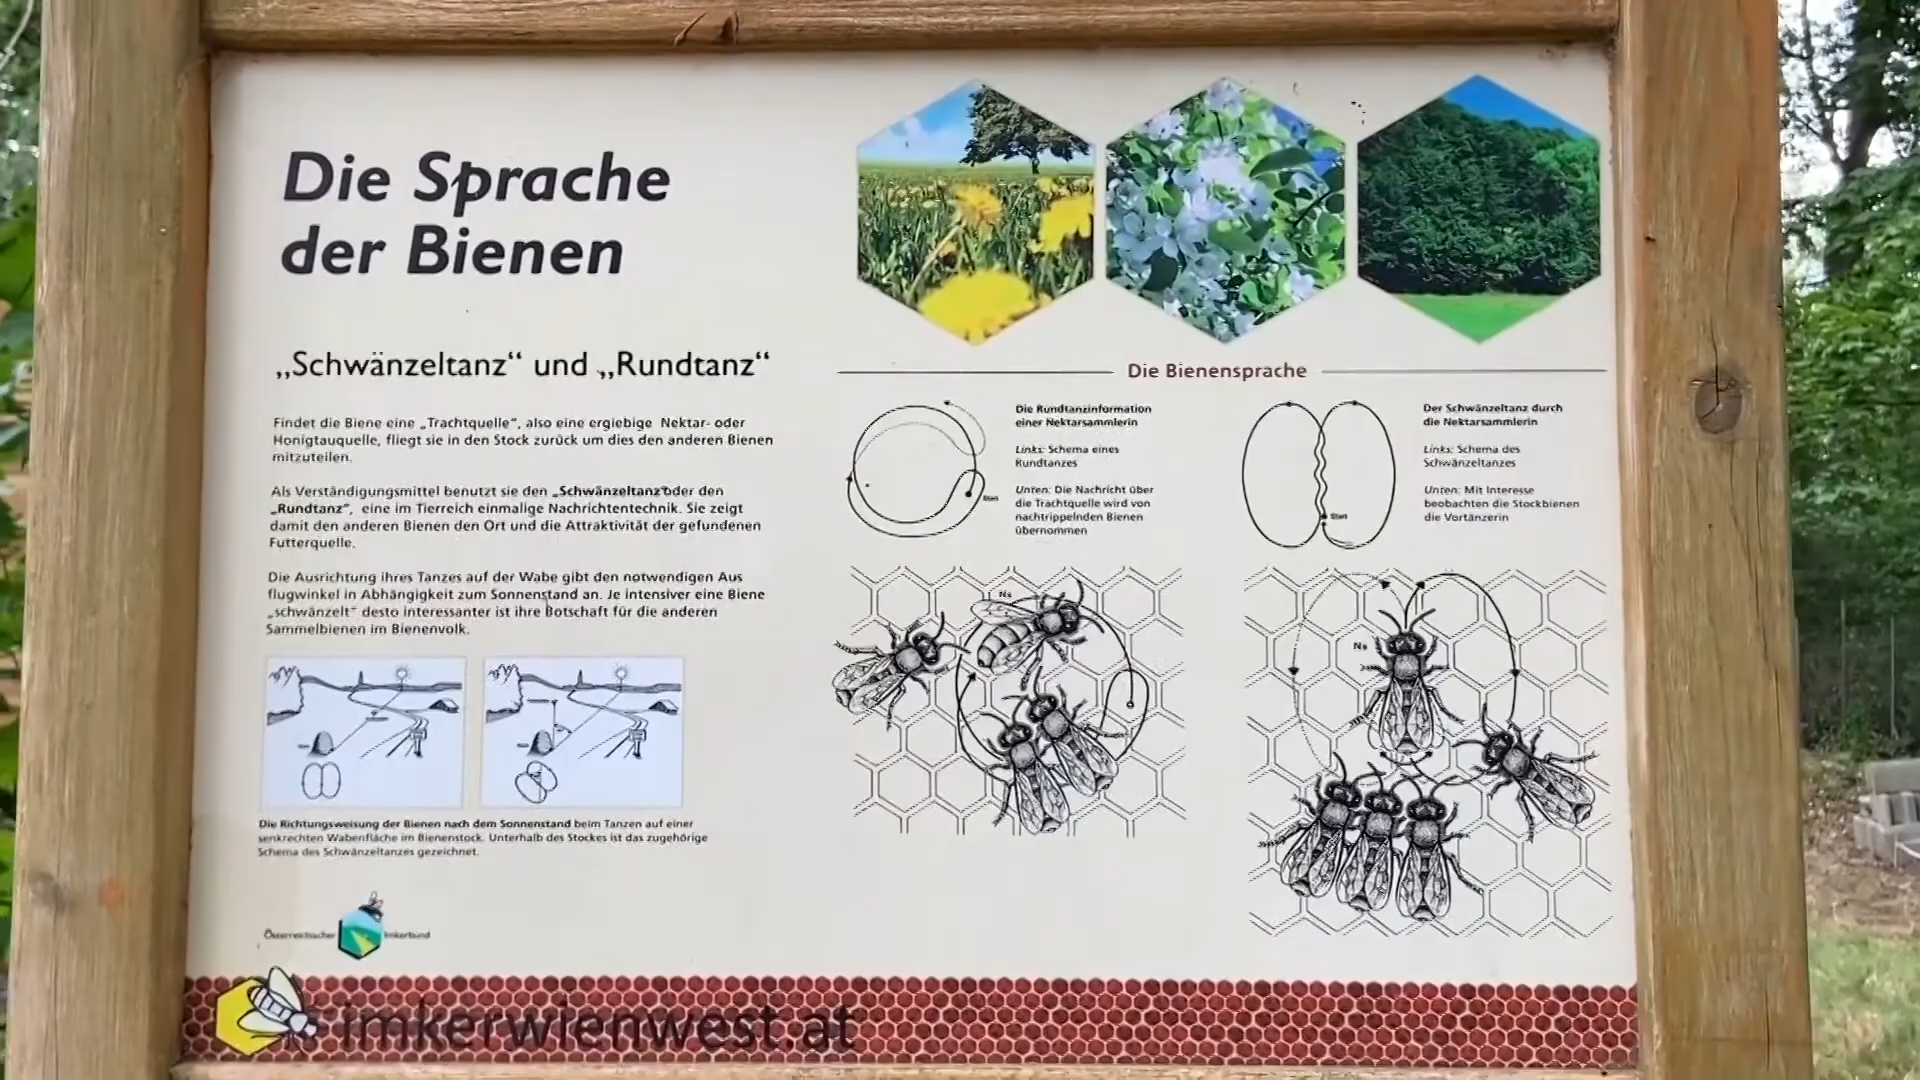 Die Sprache
der Bienen
„Schwänzeltanz“ und „Rundtanz“
Findet die Biene eine „Trachtquelle“, also eine ergiebige Nektar- oder
Honigtauquelle, fliegt sie in den Stock zurück um dies den anderen Bienen
mitzuteilen.
Als Verständigungsmittel benutzt sie den „Schwänzeltanz“oder den
„Rundtanz“, eine im Tierreich einmalige Nachrichtentechnik. Sie zeigt
damit den anderen Bienen den Ort und die Attraktivität der gefundenen
Futterquelle.
Die Ausrichtung ihres Tanzes auf der Wabe gibt den notwendigen Aus
flugwinkel in Abhängigkeit zum Sonnenstand an. Je intensiver eine Biene
„schwänzelt“ desto interessanter ist ihre Botschaft für die anderen
Sammelbienen im Bienenvolk.
Die Richtungsweisung der Bienen nach dem Sonnenstand beim Tanzen auf einer
senkrechten Wabenfläche im Bienenstock. Unterhalb des Stockes ist das zugehörige
Schema des Schwänzeltanzes gezeichnet.
Österreichischer Imkerbund
Die Bienensprache
Die Rundtanzinformation
einer Nektarsammlerin
Links: Schema eines
Rundtanzes
Unten: Die Nachricht über
die Trachtquelle wird von
nachtrippelnden Bienen
übernommen
Start
Ns
Der Schwänzeltanz durch
die Nektarsammlerin
Links: Schema des
Schwänzeltanzes
Unten: Mit Interesse
beobachten die Stockbienen
die Vortänzerin
Start
Ns
imkerwienwest.at